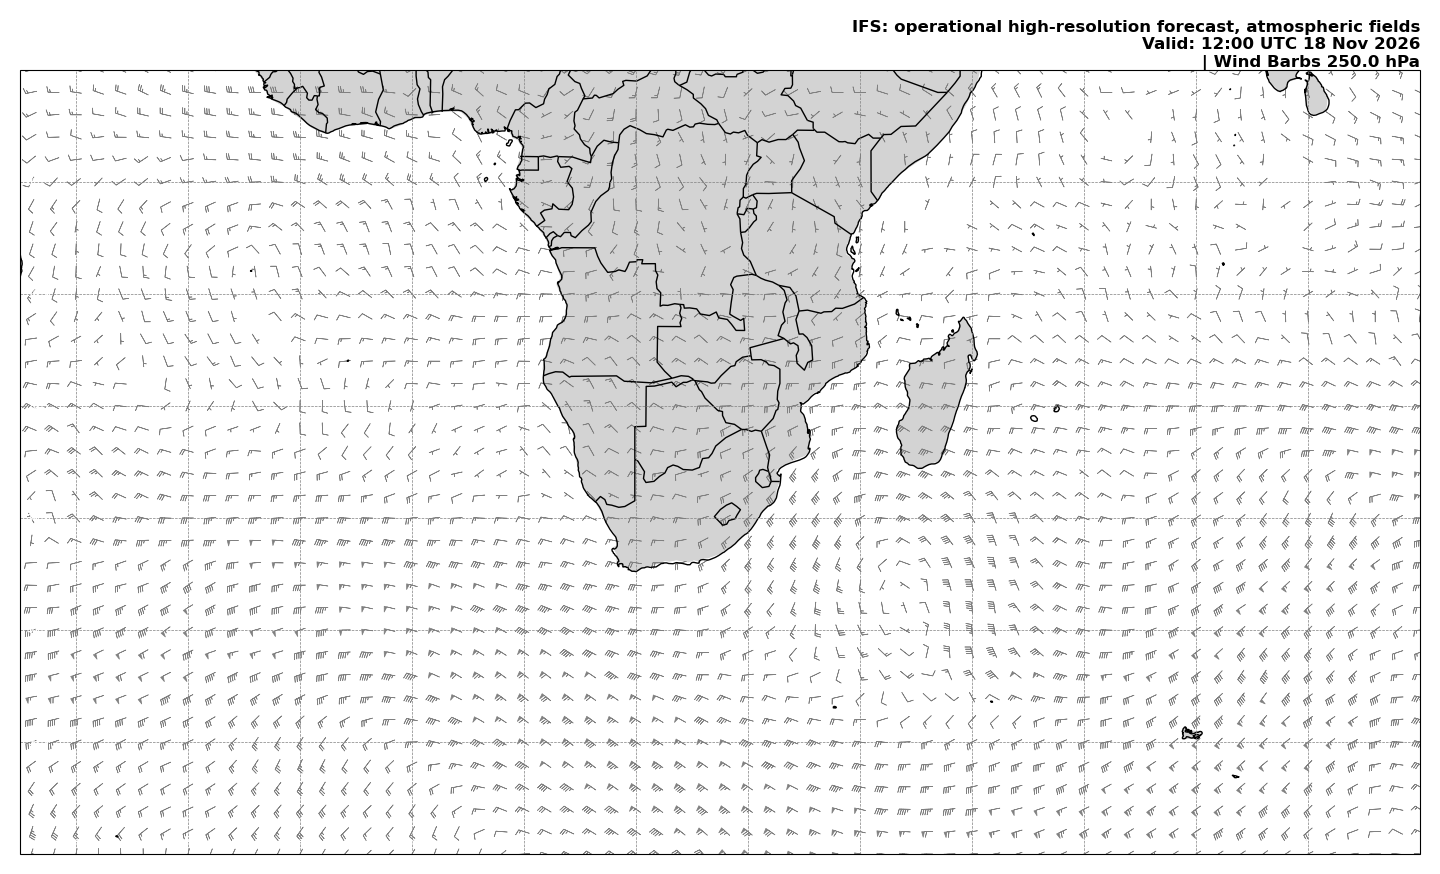 IFS: operational high-resolution forecast, atmospheric fields
Valid: 12:00 UTC 18 Nov 2026
| Wind Barbs 250.0 hPa